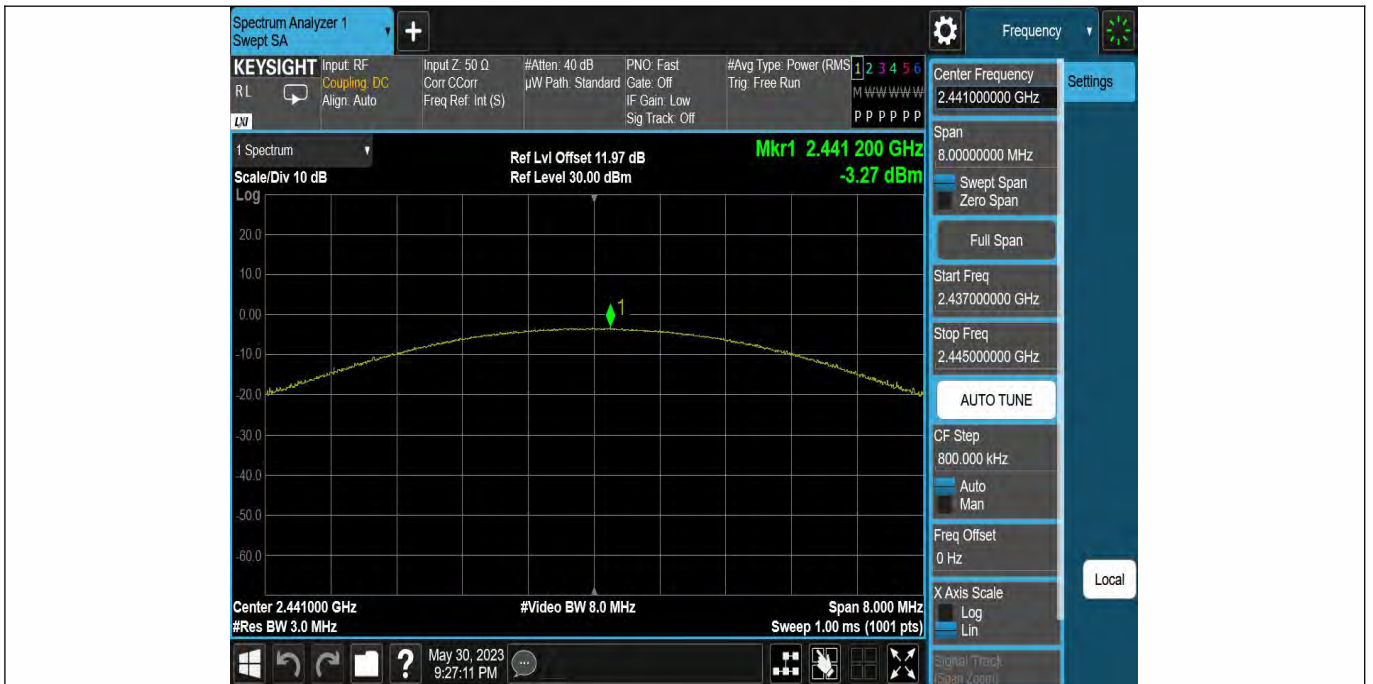 Spectrum Analyzer 1
Swept SA
+
Frequency
KEYSIGHT
RL
LXI
Input: RF
Coupling: DC
Align: Auto
Input Z: 50 Ω
Corr CCorr
Freq Ref: Int (S)
#Atten: 40 dB
µW Path: Standard
PNO: Fast
Gate: Off
IF Gain: Low
Sig Track: Off
#Avg Type: Power (RMS
Trig: Free Run
1 2 3 4 5 6
M W W W W W
P P P P P P
1 Spectrum
Scale/Div 10 dB
Log
Ref Lvl Offset 11.97 dB
Ref Level 30.00 dBm
Mkr1 2.441 200 GHz
-3.27 dBm
20.0
10.0
0.00
-10.0
-20.0
-30.0
-40.0
-50.0
-60.0
1
Center 2.441000 GHz
#Res BW 3.0 MHz
#Video BW 8.0 MHz
Span 8.000 MHz
Sweep 1.00 ms (1001 pts)
Center Frequency
2.441000000 GHz
Settings
Span
8.00000000 MHz
Swept Span
Zero Span
Full Span
Start Freq
2.437000000 GHz
Stop Freq
2.445000000 GHz
AUTO TUNE
CF Step
800.000 kHz
Auto
Man
Freq Offset
0 Hz
X Axis Scale
Log
Lin
Signal Track
(Span Zoom)
Local
?
May 30, 2023
9:27:11 PM